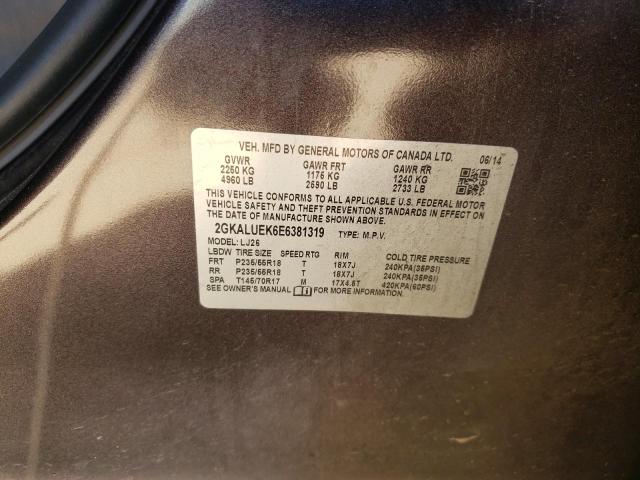 VEH. MFD BY GENERAL MOTORS OF CANADA LTD. 06/14
GVWR GAWR FRT GAWR RR
2250 KG 1175 KG 1240 KG
4960 LB 2590 LB 2733 LB
THIS VEHICLE CONFORMS TO ALL APPLICABLE U.S. FEDERAL MOTOR
VEHICLE SAFETY AND THEFT PREVENTION STANDARDS IN EFFECT ON
THE DATE OF MANUFACTURE SHOWN ABOVE.
2GKALUEK6E6381319 TYPE: M.P.V.
MODEL: LJ26
LBDW TIRE SIZE SPEED RTG RIM COLD TIRE PRESSURE
FRT P235/55R18 T 18X7J 240KPA(35PSI)
RR P235/55R18 T 18X7J 240KPA(35PSI)
SPA T145/70R17 M 17X4.5T 420KPA(60PSI)
SEE OWNER'S MANUAL FOR MORE INFORMATION.